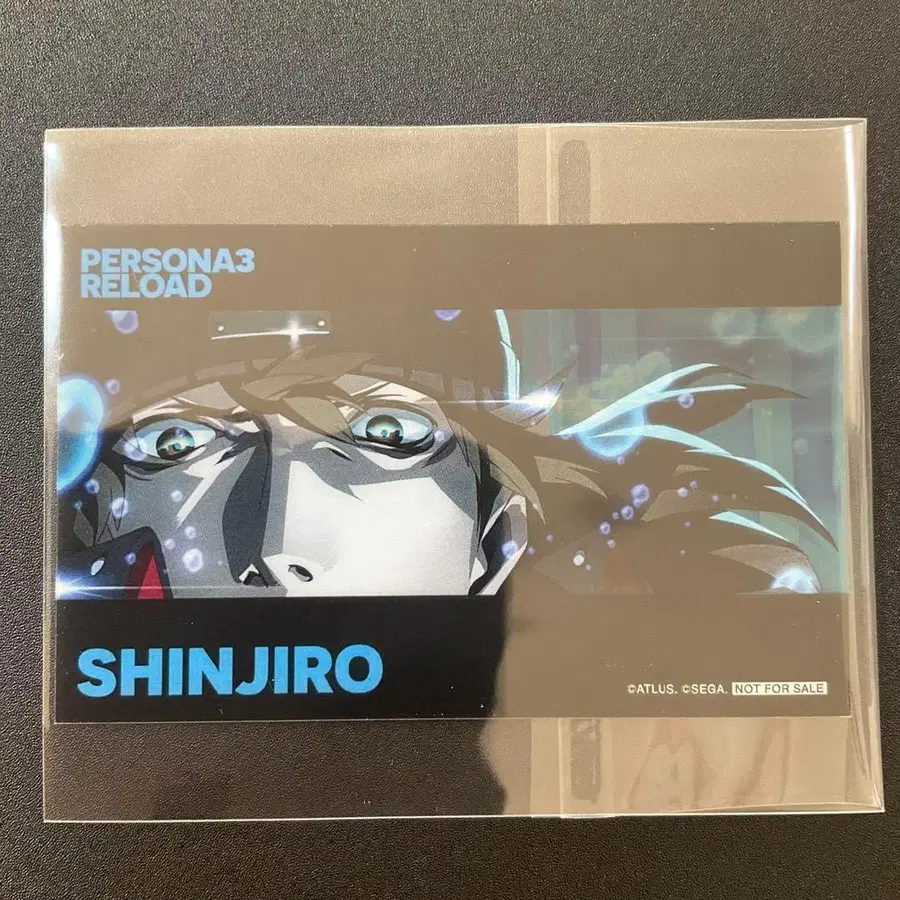 PERSONA3
RELOAD
SHINJIRO
©ATLUS. ©SEGA. NOT FOR SALE